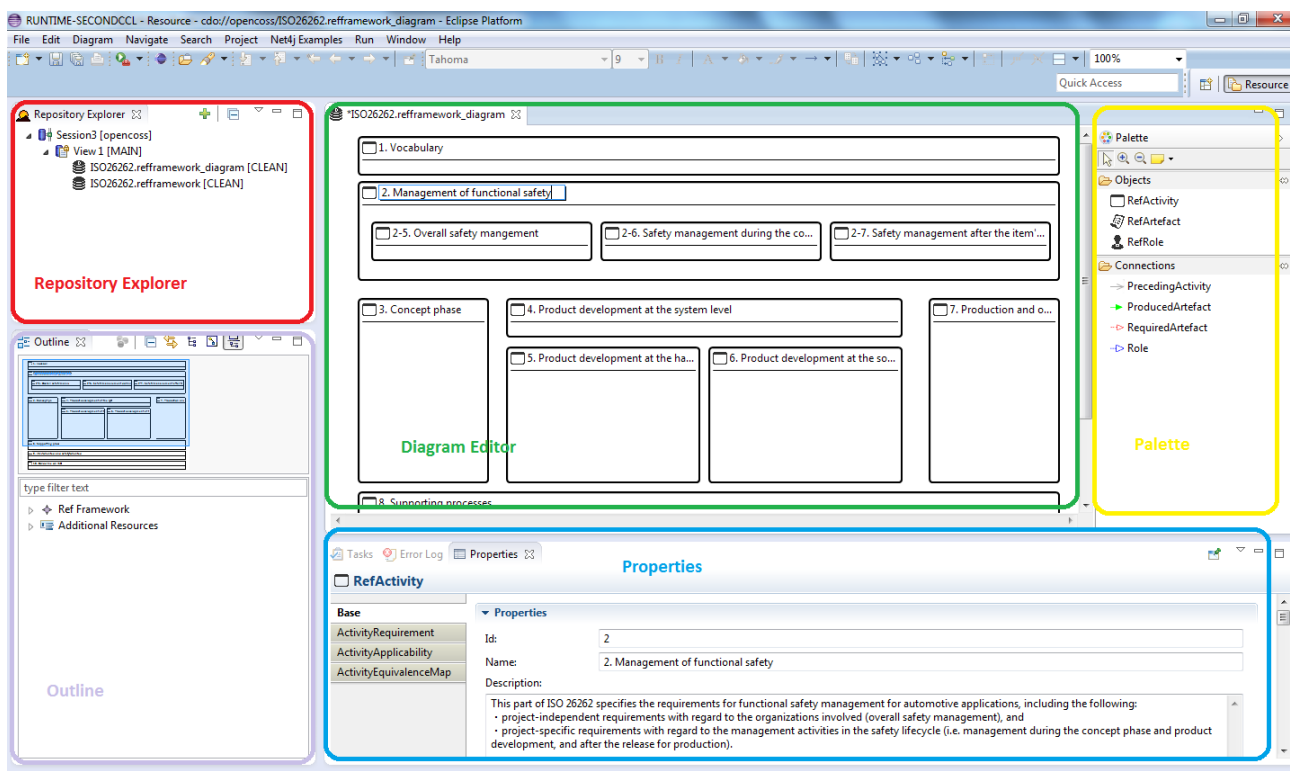 RUNTIME-SECONDCCL - Resource - cdo://opencoss/ISO26262.refframework_diagram - Eclipse Platform
File Edit Diagram Navigate Search Project Net4j Examples Run Window Help
Tahoma 9 B I A 100%
Quick Access Resource
Repository Explorer
Session3 [opencoss]
View 1 [MAIN]
ISO26262.refframework_diagram [CLEAN]
ISO26262.refframework [CLEAN]
Repository Explorer
Outline
type filter text
Ref Framework
Additional Resources
Outline
*ISO26262.refframework_diagram
1. Vocabulary
2. Management of functional safety
2-5. Overall safety mangement
2-6. Safety management during the co...
2-7. Safety management after the item'...
3. Concept phase
4. Product development at the system level
7. Production and o...
5. Product development at the ha...
6. Product development at the so...
Diagram Editor
8. Supporting processes
Palette
Objects
RefActivity
RefArtefact
RefRole
Connections
PrecedingActivity
ProducedArtefact
RequiredArtefact
Role
Palette
Tasks Error Log Properties
Properties
RefActivity
Base
ActivityRequirement
ActivityApplicability
ActivityEquivalenceMap
Properties
Id: 2
Name: 2. Management of functional safety
Description:
This part of ISO 26262 specifies the requirements for functional safety management for automotive applications, including the following:
・project-independent requirements with regard to the organizations involved (overall safety management), and
・project-specific requirements with regard to the management activities in the safety lifecycle (i.e. management during the concept phase and product
development, and after the release for production).